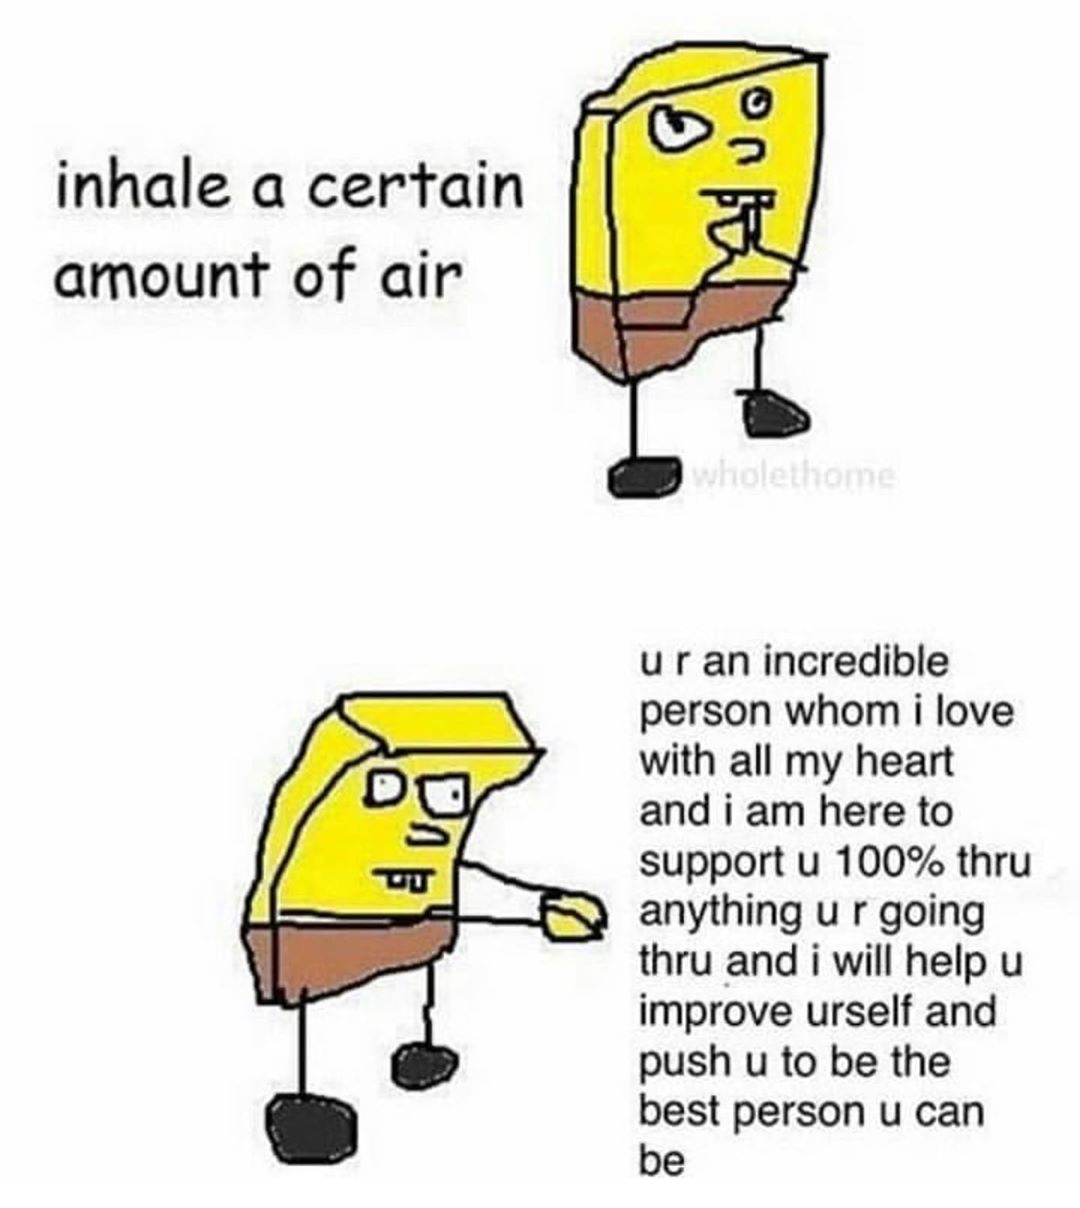 inhale a certain
amount of air
wholethome
u r an incredible
person whom i love
with all my heart
and i am here to
support u 100% thru
anything u r going
thru and i will help u
improve urself and
push u to be the
best person u can
be